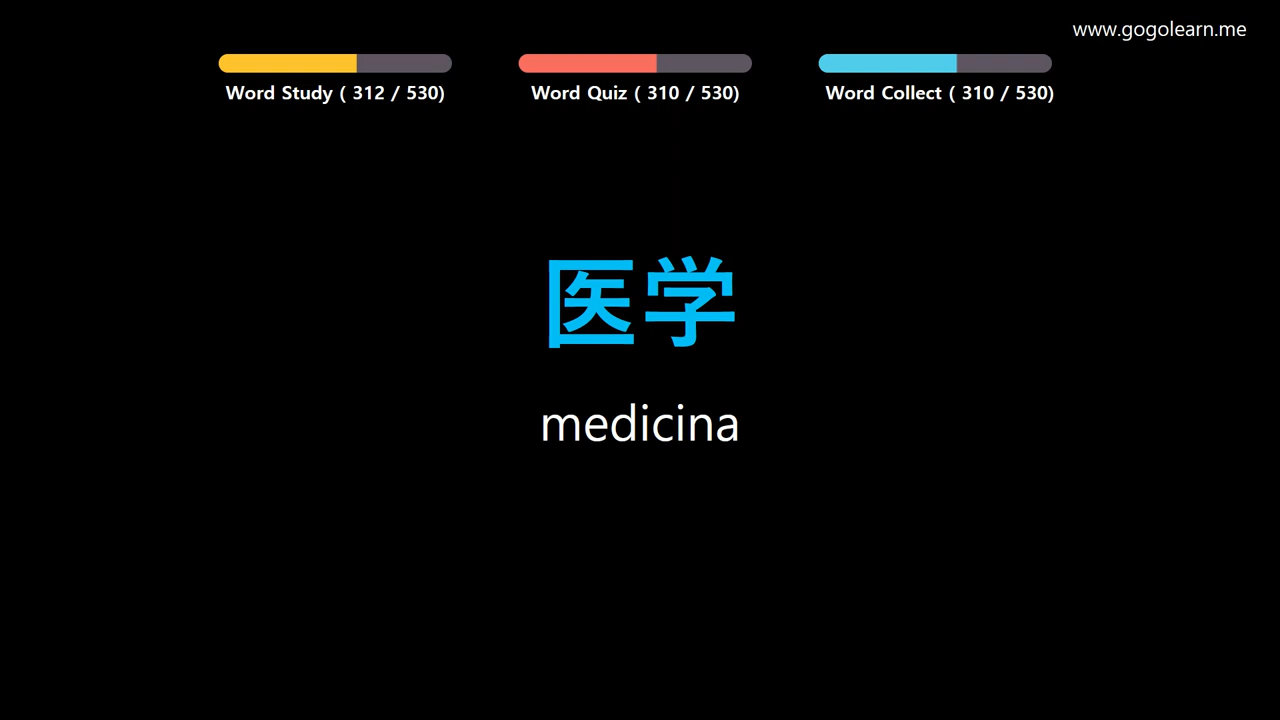 www.gogolearn.me
Word Study ( 312 / 530)
Word Quiz ( 310 / 530)
Word Collect ( 310 / 530)
医学
medicina